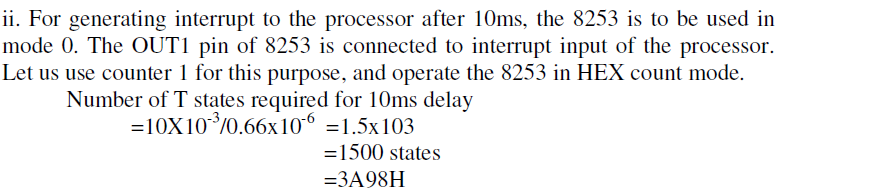 ii. For generating interrupt to the processor after 10ms, the 8253 is to be used in
mode 0. The OUT1 pin of 8253 is connected to interrupt input of the processor.
Let us use counter 1 for this purpose, and operate the 8253 in HEX count mode.
Number of T states required for 10ms delay
=10X10⁻³/0.66x10⁻⁶ =1.5x103
=1500 states
=3A98H